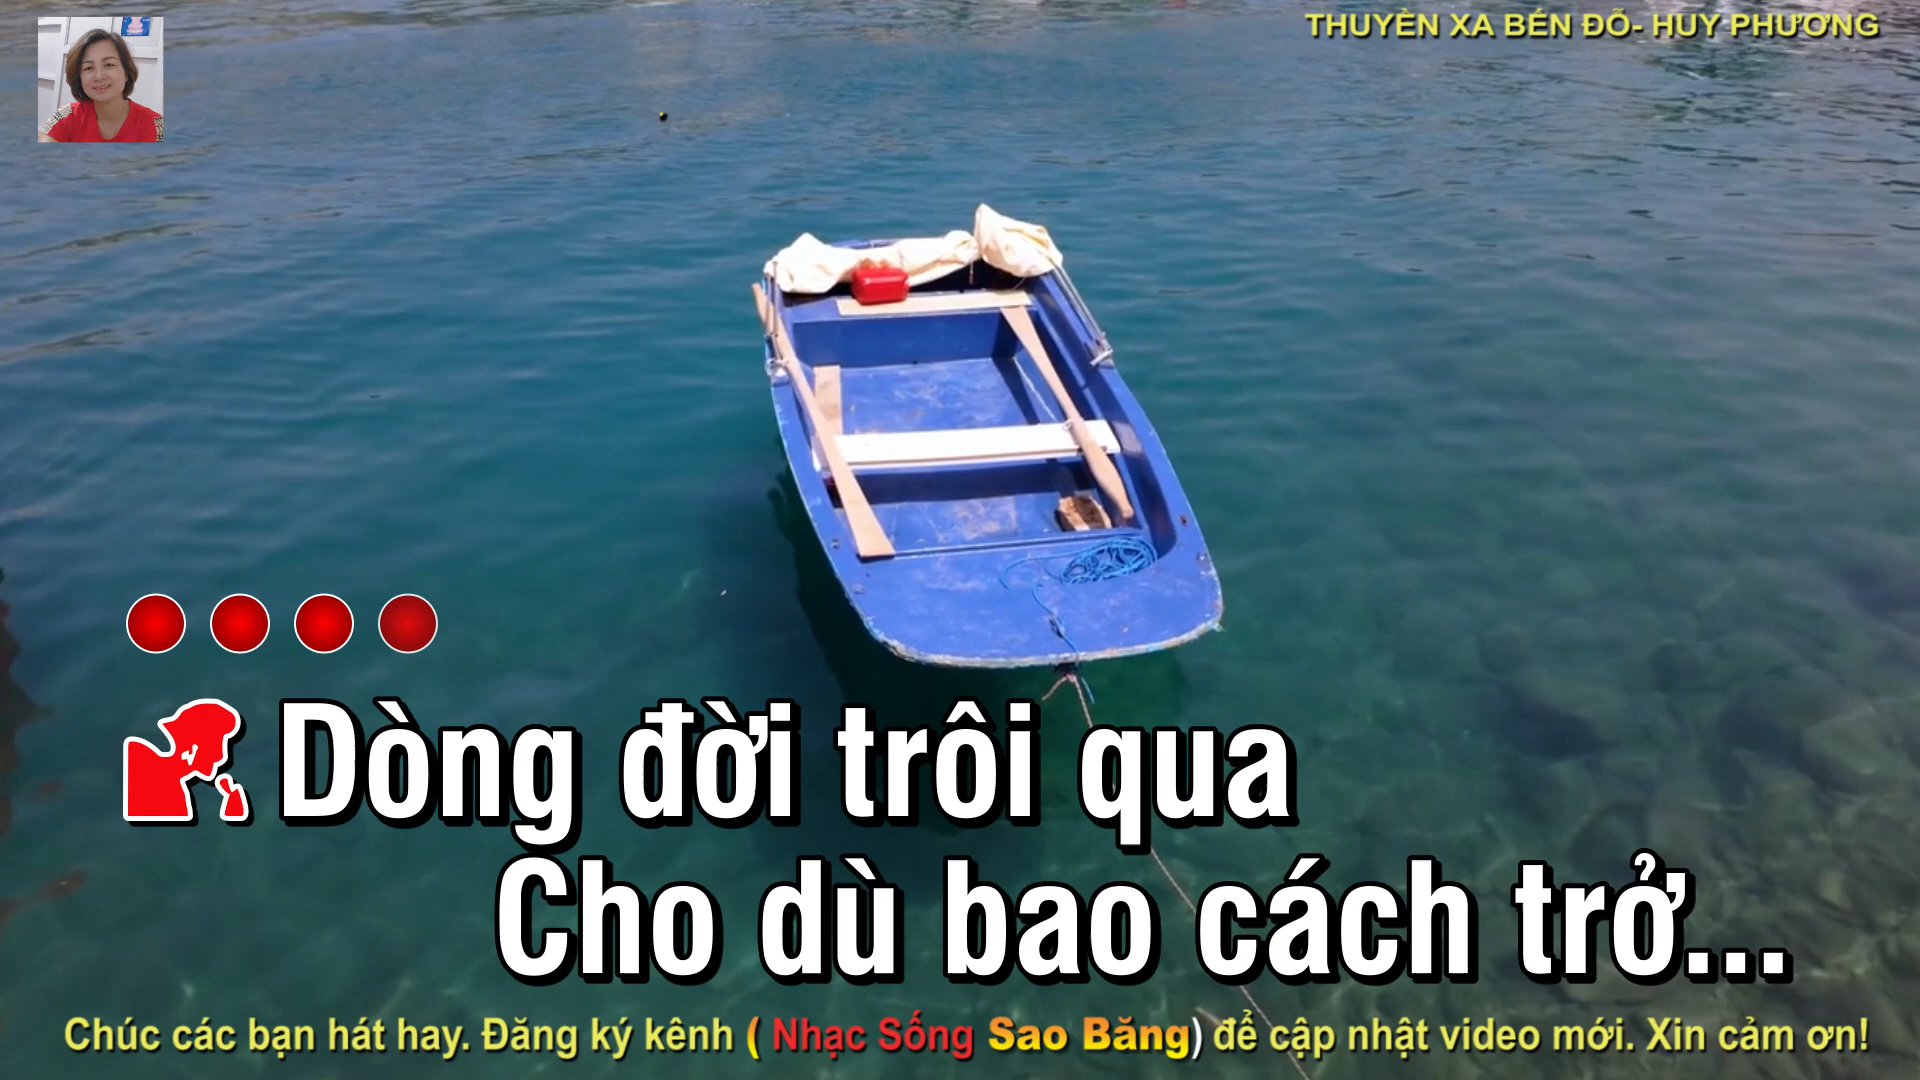 THUYỀN XA BẾN ĐỖ- HUY PHƯƠNG
Dòng đời trôi qua
Cho dù bao cách trở...
Chúc các bạn hát hay. Đăng ký kênh ( Nhạc Sống Sao Băng) để cập nhật video mới. Xin cảm ơn!